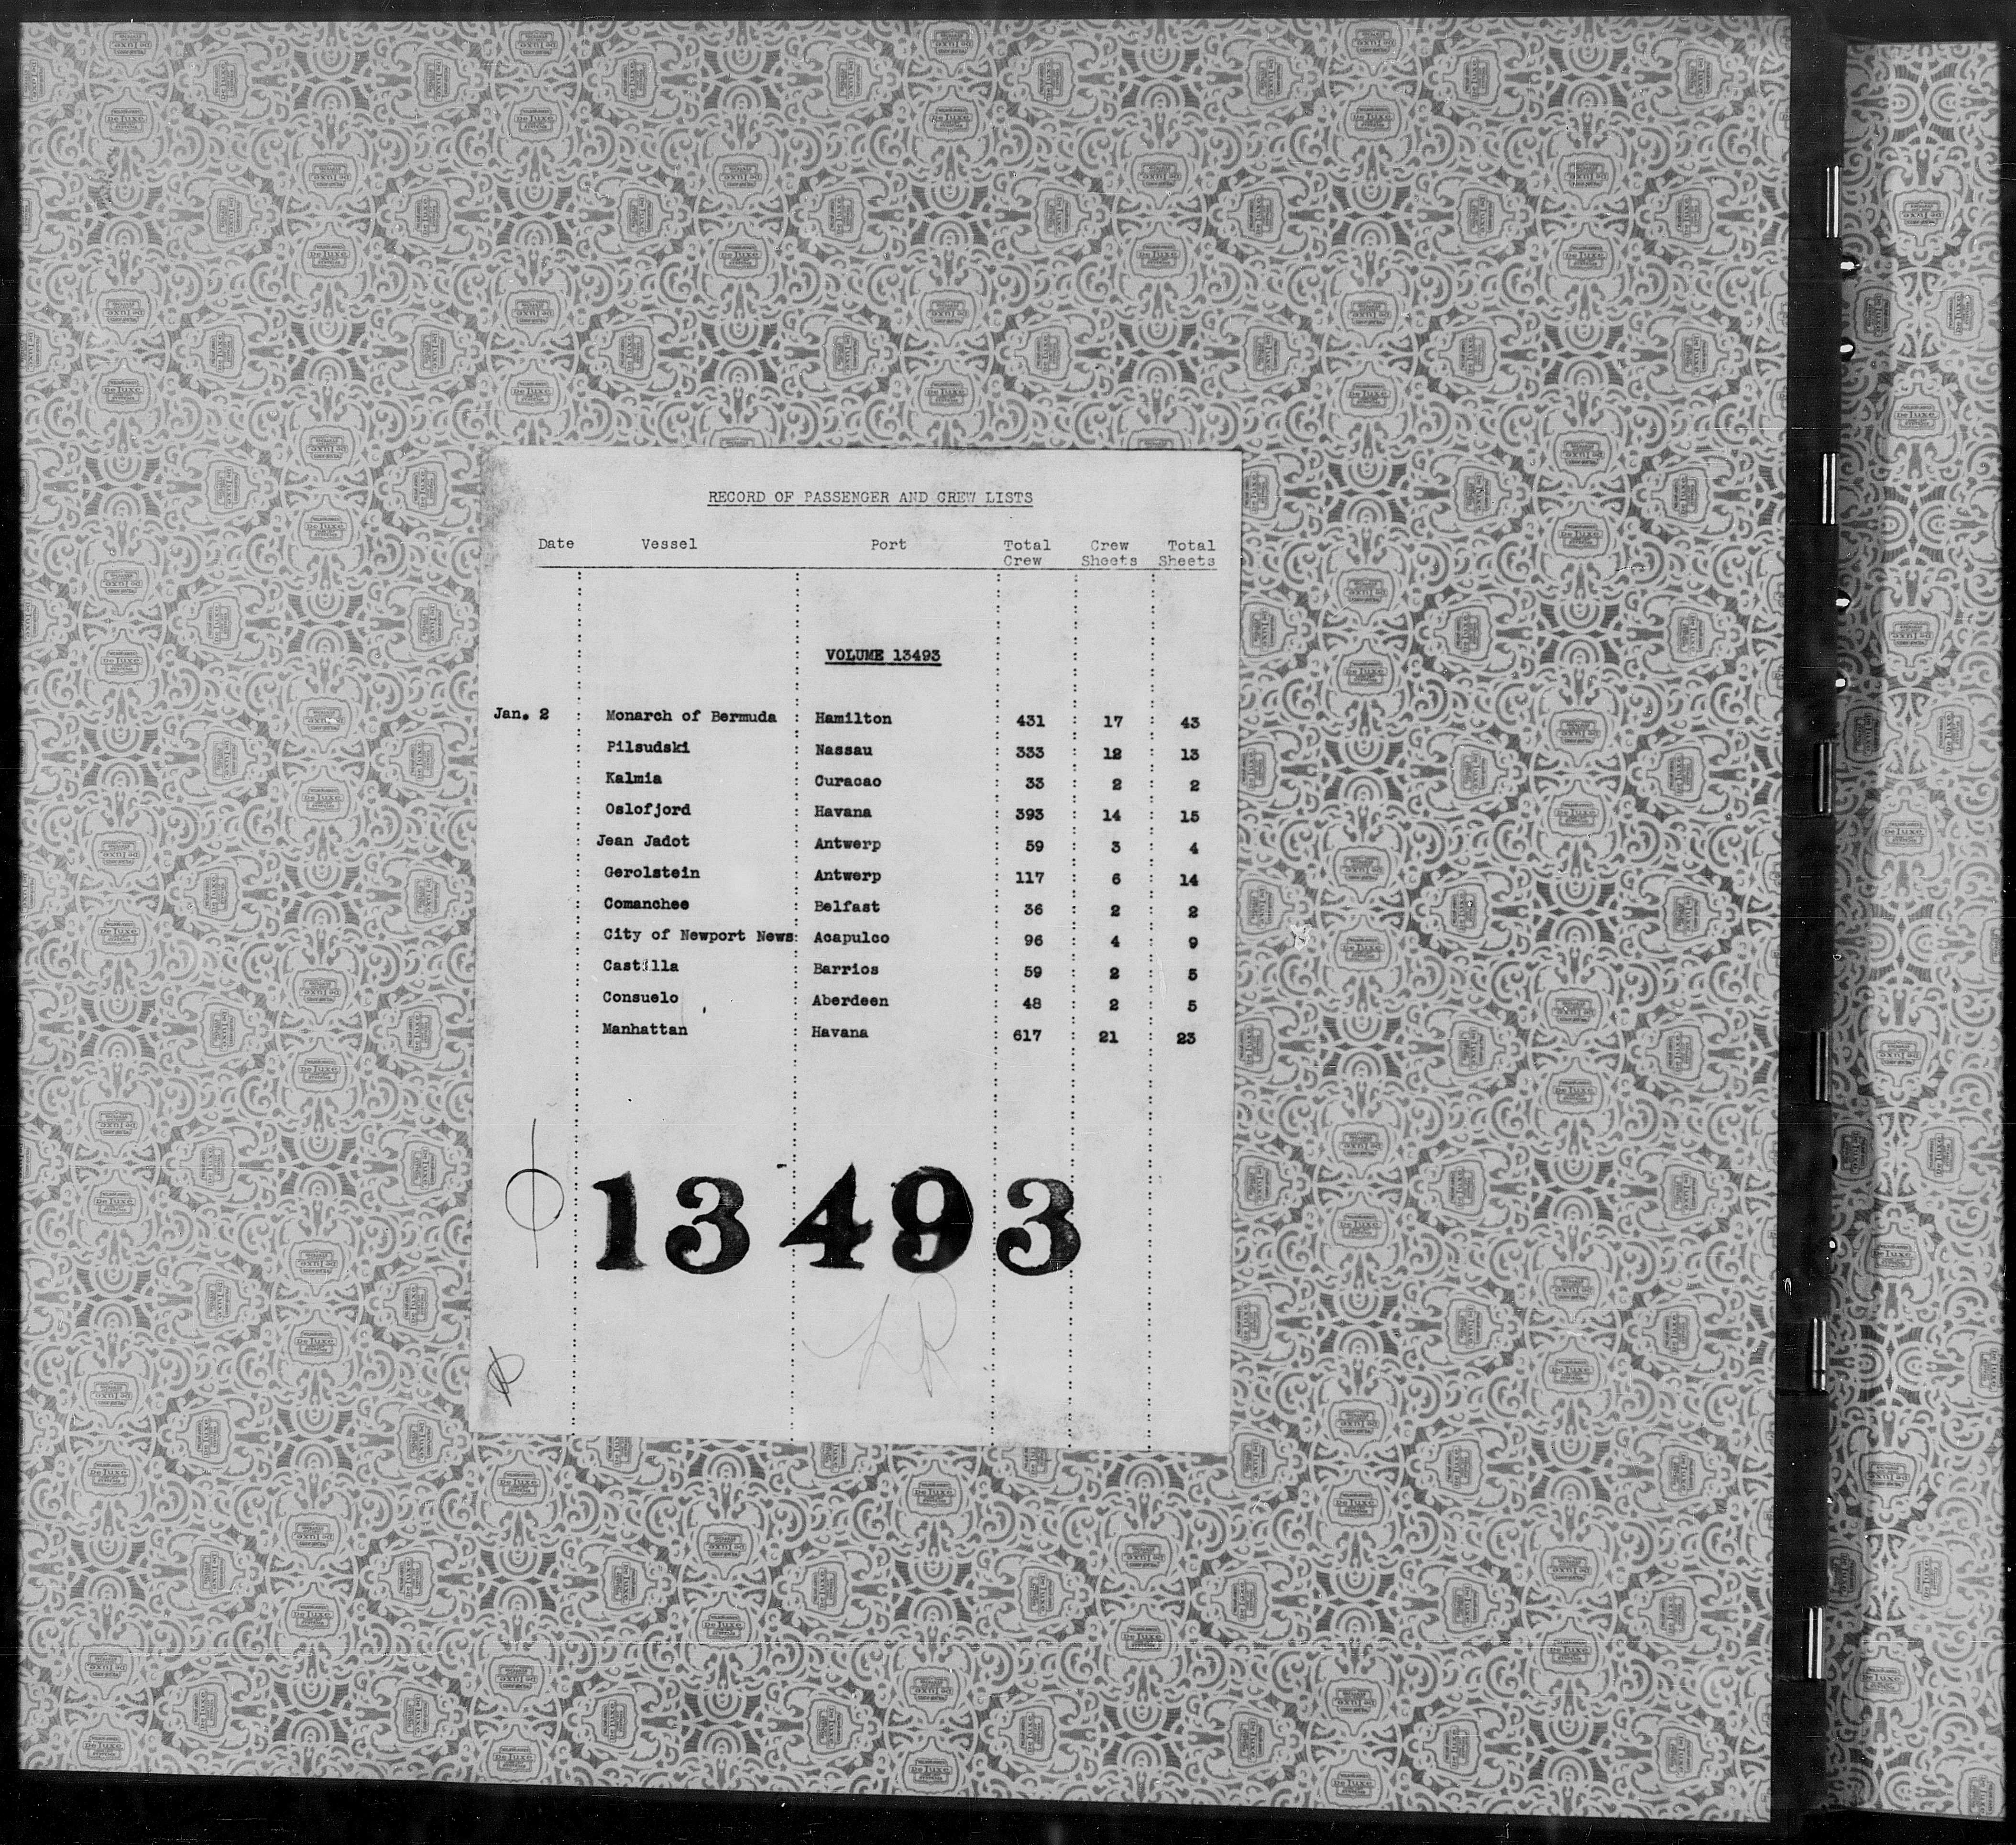 RECORD OF PASSENGER AND CREW LISTS
Date Vessel Port Total Crew Crew Sheets Total Sheets
VOLUME 13493
Jan. 2 : Monarch of Bermuda : Hamilton : 431 : 17 : 43
: Pilsudski : Nassau : 333 : 12 : 13
: Kalmia : Curacao : 33 : 2 : 2
: Oslofjord : Havana : 393 : 14 : 15
: Jean Jadot : Antwerp : 59 : 3 : 4
: Gerolstein : Antwerp : 117 : 6 : 14
: Comanchee : Belfast : 36 : 2 : 2
: City of Newport News: Acapulco : 96 : 4 : 9
: Castilla : Barrios : 59 : 2 : 5
: Consuelo : Aberdeen : 48 : 2 : 5
: Manhattan : Havana : 617 : 21 : 23
13493
De Luxe